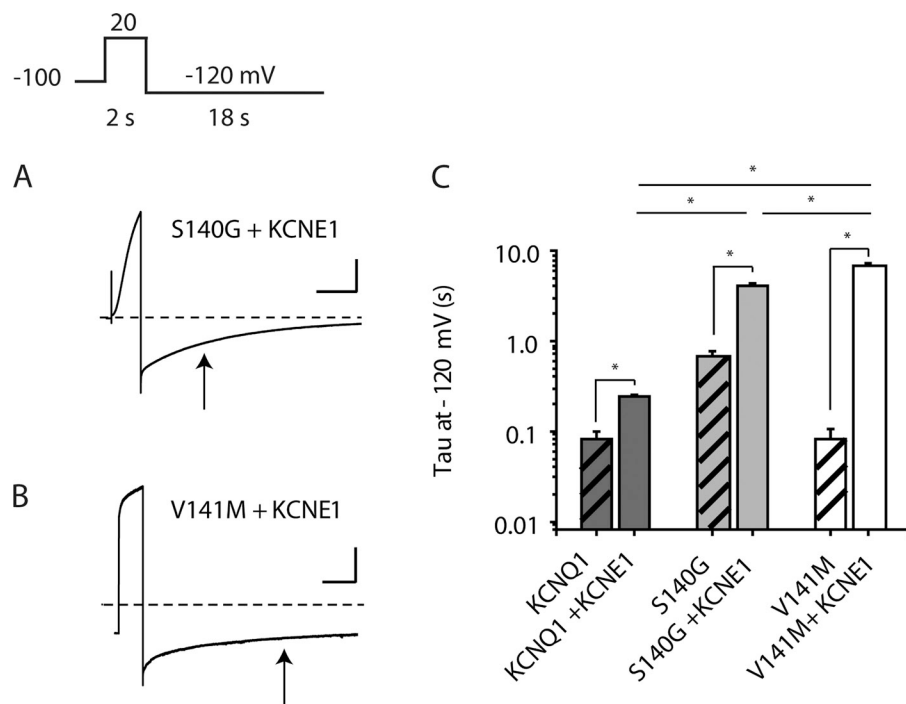 20
-100
-120 mV
2 s 18 s
A
S140G + KCNE1
B
V141M + KCNE1
C
*
* *
* * *
Tau at - 120 mV (s)
10.0
1.0
0.1
0.01
KCNQ1
KCNQ1 +KCNE1
S140G
S140G +KCNE1
V141M
V141M+ KCNE1